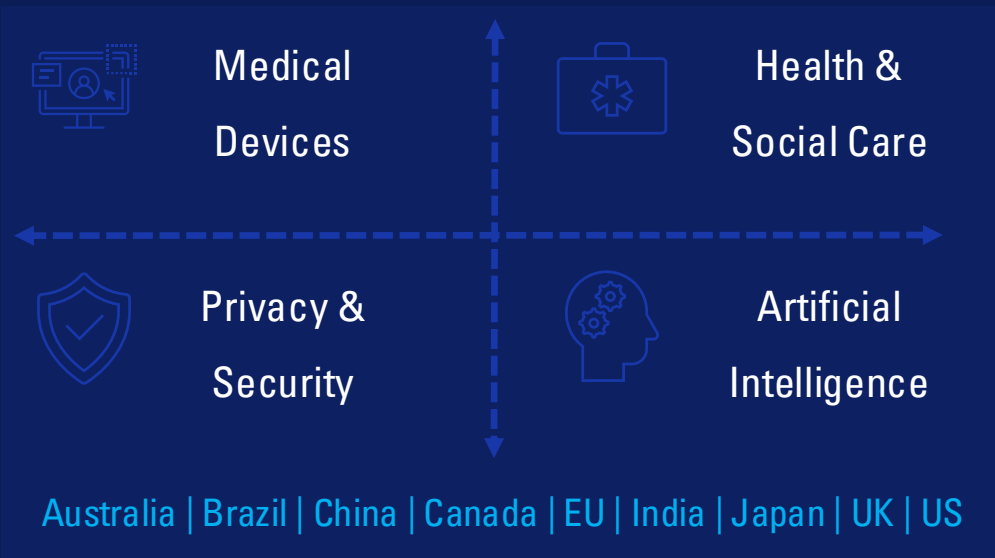 Medical
Devices
Health &
Social Care
Privacy &
Security
Artificial
Intelligence
Australia | Brazil | China | Canada | EU | India | Japan | UK | US